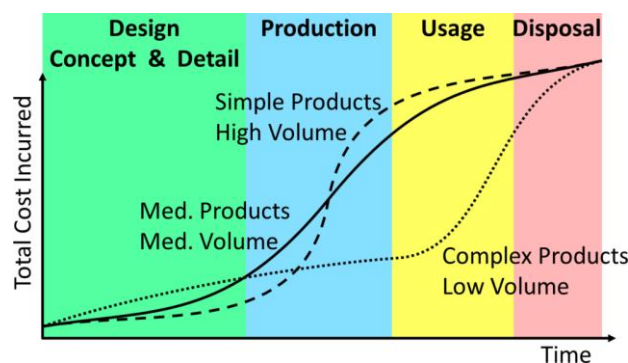 Design
Concept & Detail
Production
Usage
Disposal
Total Cost Incurred
Simple Products
High Volume
Med. Products
Med. Volume
Complex Products
Low Volume
Time